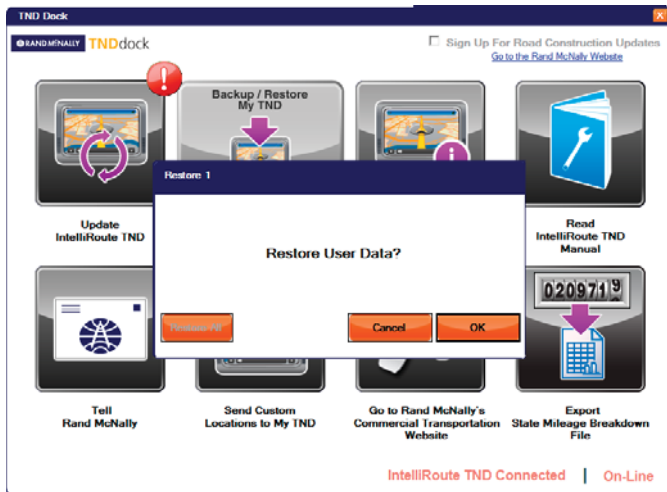 TND Dock
RAND MCNALLY TNDdock
Sign Up For Road Construction Updates
Go to the Rand McNally Website
Backup / Restore
My TND
Restore 1
Restore User Data?
Cancel
OK
Update
IntelliRoute TND
Read
IntelliRoute TND
Manual
020971
Tell
Rand McNally
Send Custom
Locations to My TND
Go to Rand McNally's
Commercial Transportation
Website
Export
State Mileage Breakdown
File
IntelliRoute TND Connected | On-Line